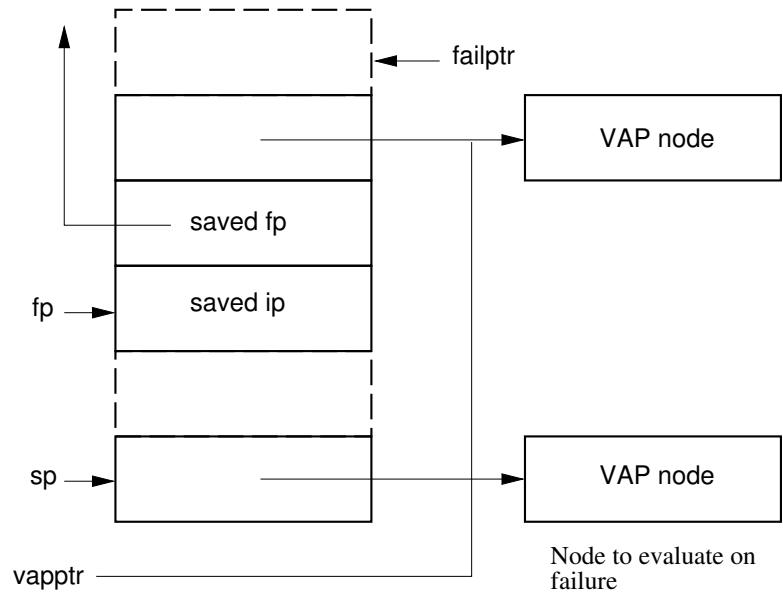 failptr
VAP node
saved fp
saved ip
fp
sp
VAP node
vapptr
Node to evaluate on
failure